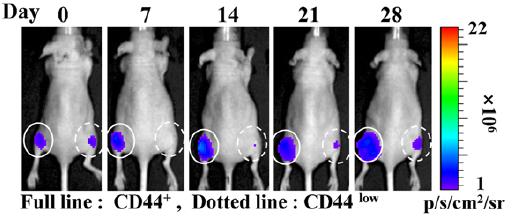 Day 0 7 14 21 28
22
×10⁶
1
Full line : CD44⁺ , Dotted line : CD44 ˡᵒʷ p/s/cm²/sr